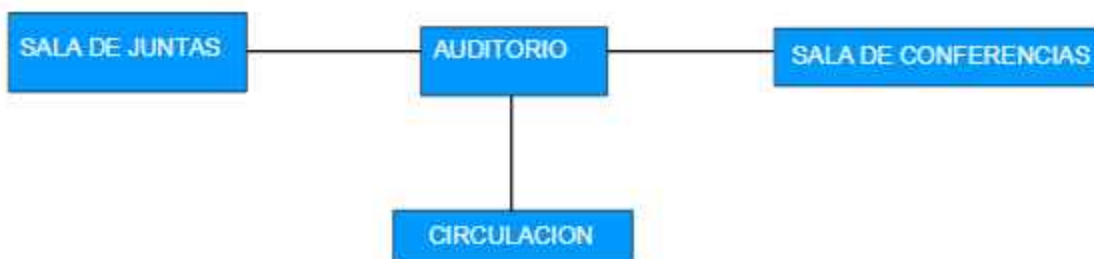 SALA DE JUNTAS
AUDITORIO
SALA DE CONFERENCIAS
CIRCULACION